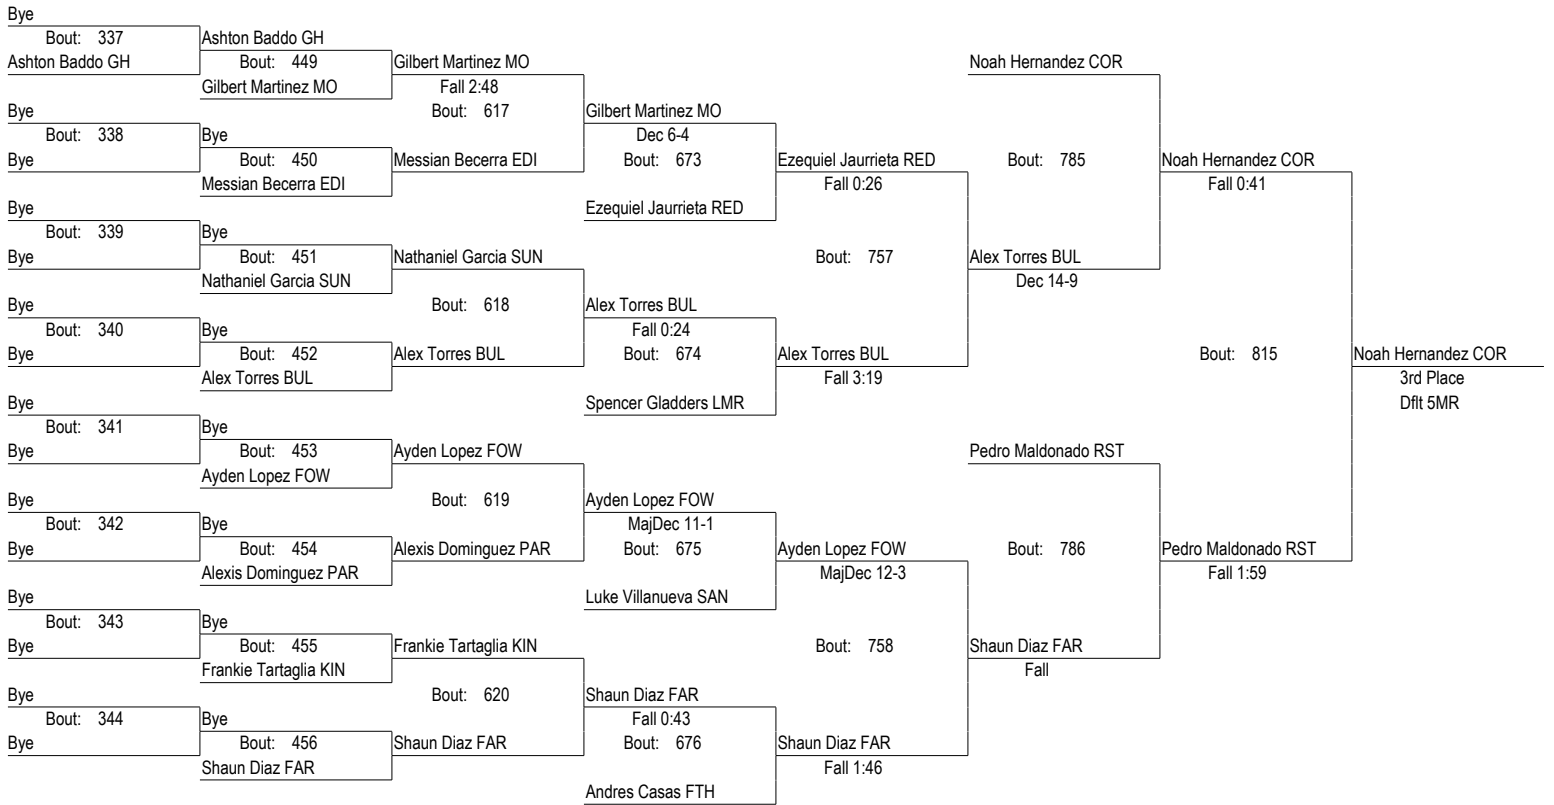 Bye
Bout: 337
Ashton Baddo GH
Bye
Bout: 338
Bye
Bye
Bout: 339
Bye
Bye
Bout: 340
Bye
Bye
Bout: 341
Bye
Bye
Bout: 342
Bye
Bye
Bout: 343
Bye
Bye
Bout: 344
Bye
Ashton Baddo GH
Bout: 449
Gilbert Martinez MO
Bye
Bout: 450
Messian Becerra EDI
Bye
Bout: 451
Nathaniel Garcia SUN
Bye
Bout: 452
Alex Torres BUL
Bye
Bout: 453
Ayden Lopez FOW
Bye
Bout: 454
Alexis Dominguez PAR
Bye
Bout: 455
Frankie Tartaglia KIN
Bye
Bout: 456
Shaun Diaz FAR
Gilbert Martinez MO
Fall 2:48
Bout: 617
Messian Becerra EDI
Nathaniel Garcia SUN
Bout: 618
Alex Torres BUL
Ayden Lopez FOW
Bout: 619
Alexis Dominguez PAR
Frankie Tartaglia KIN
Bout: 620
Shaun Diaz FAR
Gilbert Martinez MO
Dec 6-4
Bout: 673
Ezequiel Jaurrieta RED
Alex Torres BUL
Fall 0:24
Bout: 674
Spencer Gladders LMR
Ayden Lopez FOW
MajDec 11-1
Bout: 675
Luke Villanueva SAN
Shaun Diaz FAR
Fall 0:43
Bout: 676
Andres Casas FTH
Ezequiel Jaurrieta RED
Fall 0:26
Bout: 757
Alex Torres BUL
Fall 3:19
Ayden Lopez FOW
MajDec 12-3
Bout: 758
Shaun Diaz FAR
Fall 1:46
Noah Hernandez COR
Bout: 785
Alex Torres BUL
Dec 14-9
Pedro Maldonado RST
Bout: 786
Shaun Diaz FAR
Fall
Noah Hernandez COR
Fall 0:41
Bout: 815
Pedro Maldonado RST
Fall 1:59
Noah Hernandez COR
3rd Place
Dflt 5MR